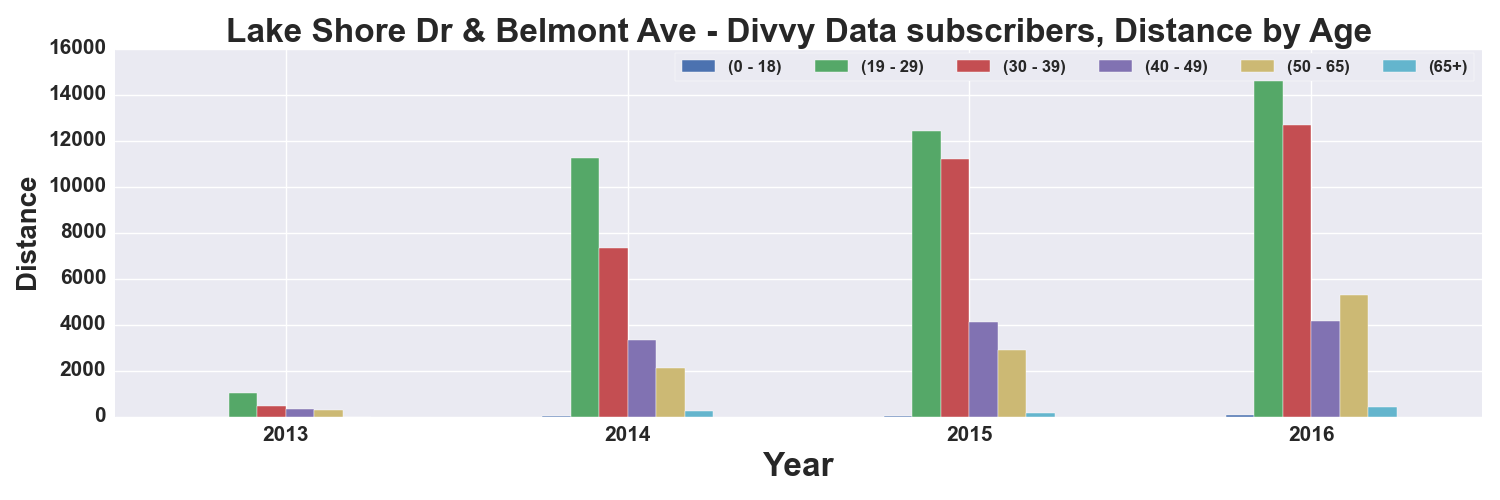 Lake Shore Dr & Belmont Ave - Divvy Data subscribers, Distance by Age
16000
14000
12000
10000
8000
6000
4000
2000
0
Distance
(0 - 18) (19 - 29) (30 - 39) (40 - 49) (50 - 65) (65+)
2013 2014 2015 2016
Year